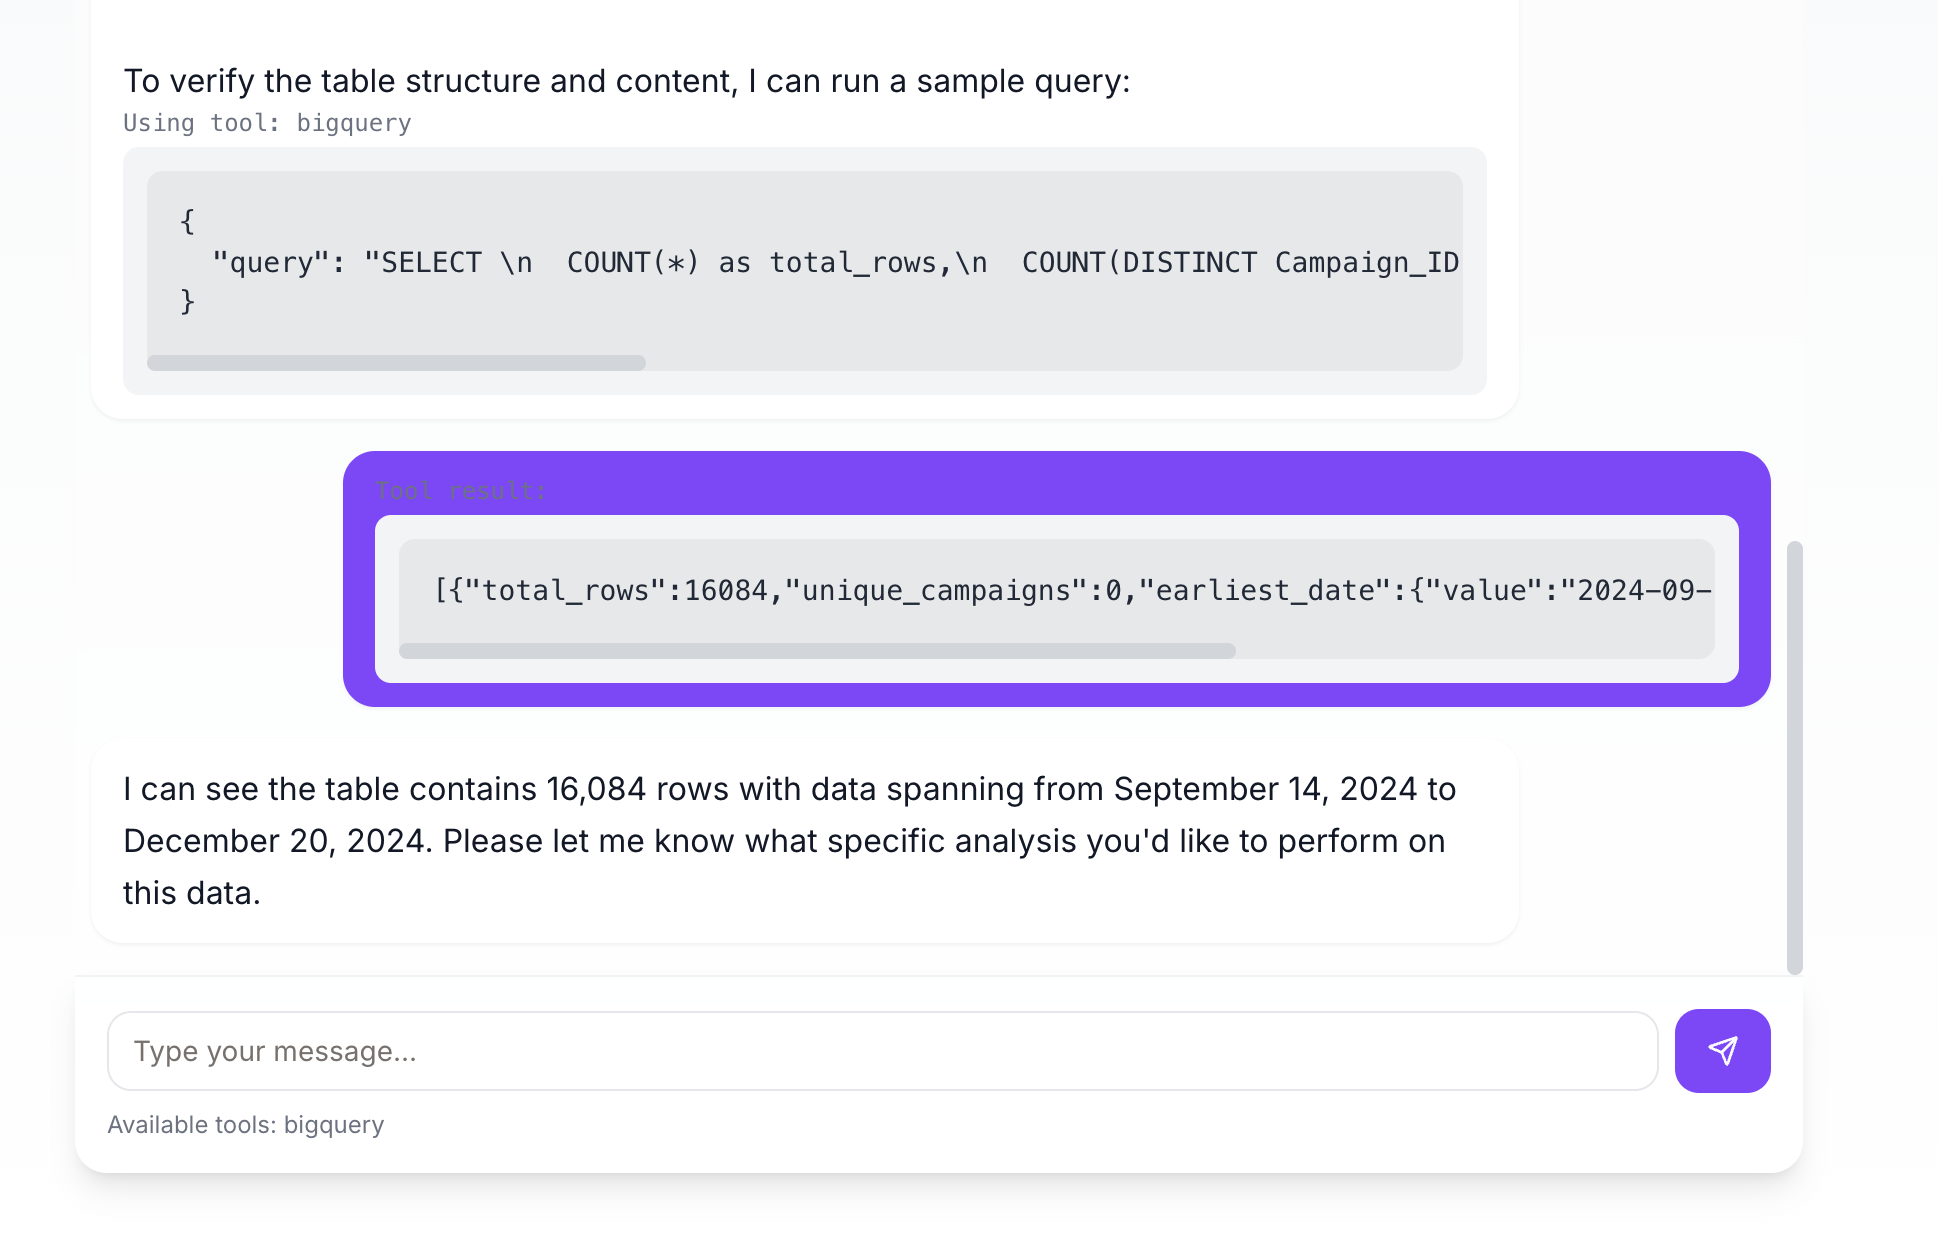 To verify the table structure and content, I can run a sample query:
Using tool: bigquery
{
  "query": "SELECT \n  COUNT(*) as total_rows,\n  COUNT(DISTINCT Campaign_ID
}
Tool result:
[{"total_rows":16084,"unique_campaigns":0,"earliest_date":{"value":"2024-09-
I can see the table contains 16,084 rows with data spanning from September 14, 2024 to
December 20, 2024. Please let me know what specific analysis you'd like to perform on
this data.
Type your message...
Available tools: bigquery